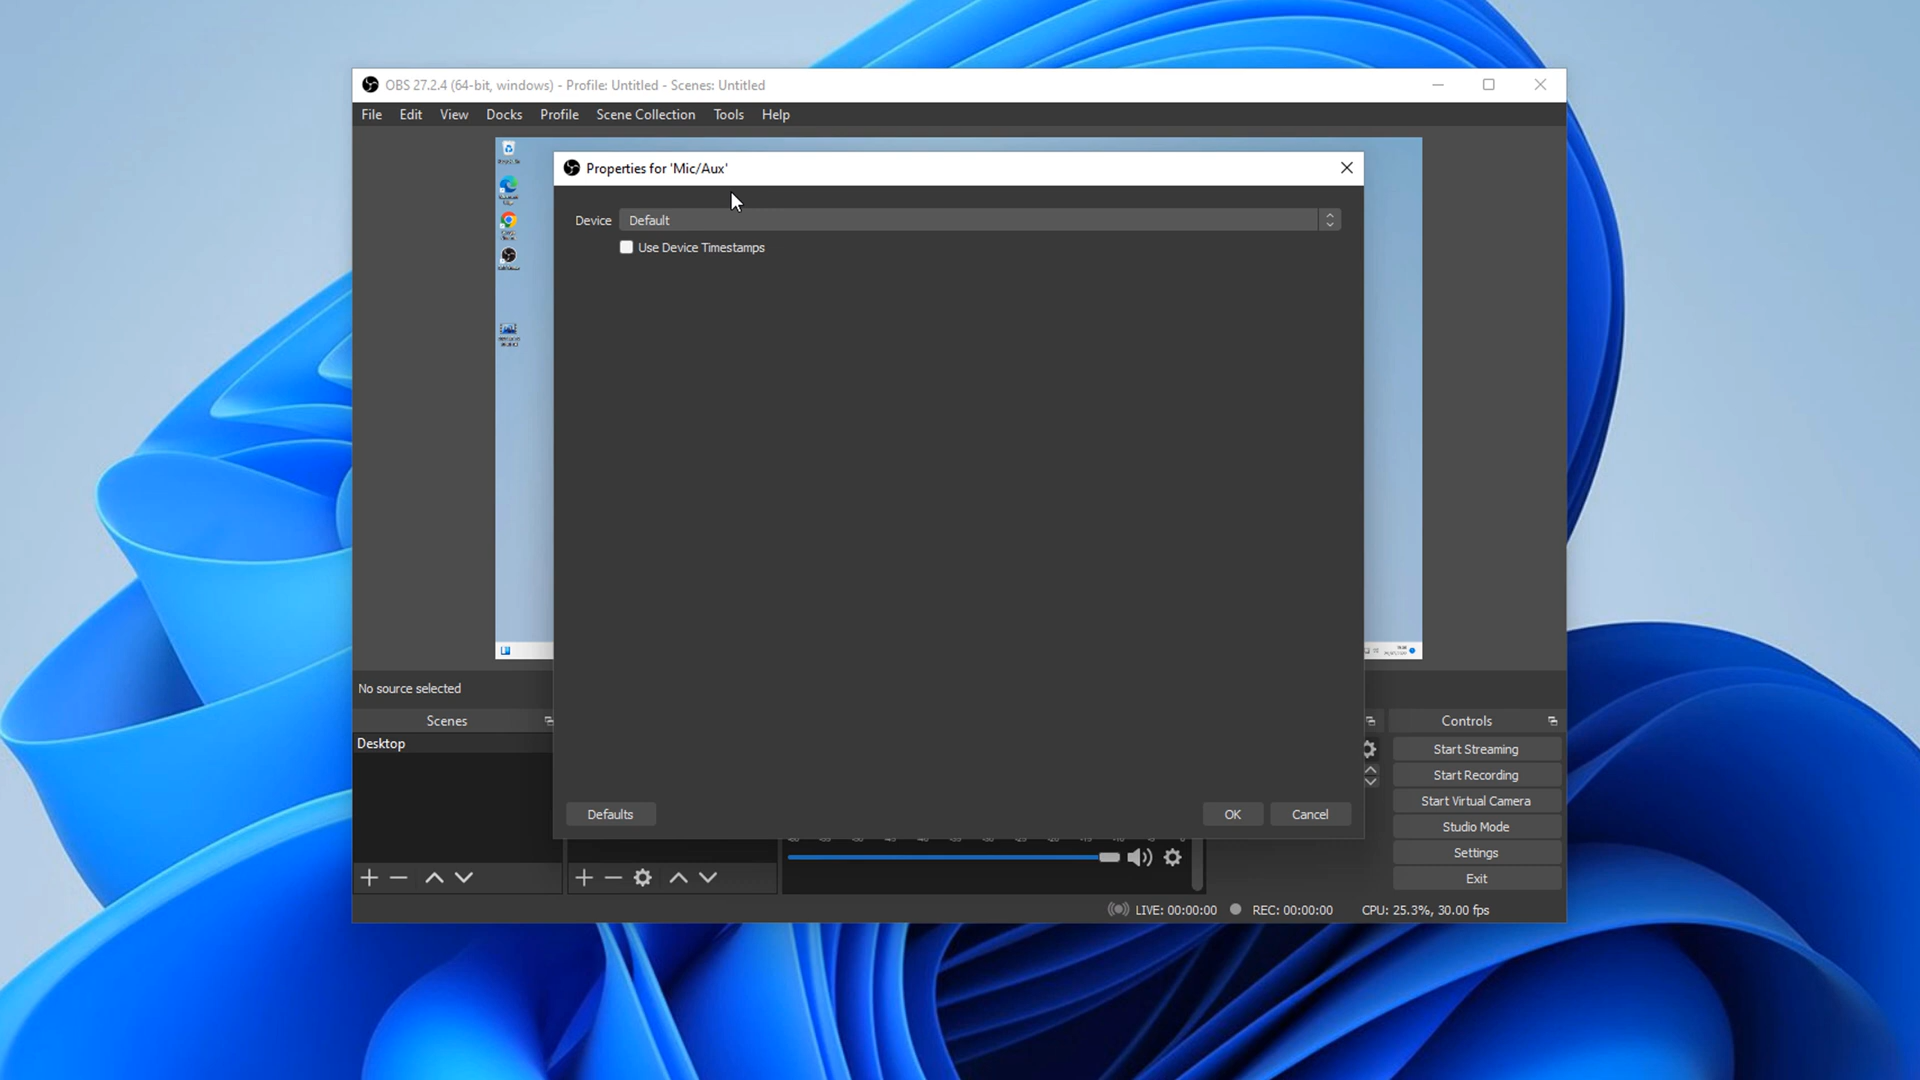 OBS 27.2.4 (64-bit, windows) - Profile: Untitled - Scenes: Untitled
File Edit View Docks Profile Scene Collection Tools Help
Properties for 'Mic/Aux'
Device Default
Use Device Timestamps
No source selected
Scenes
Controls
Desktop
Start Streaming
Start Recording
Start Virtual Camera
Studio Mode
Settings
Exit
Defaults
OK
Cancel
LIVE: 00:00:00
REC: 00:00:00
CPU: 25.3%, 30.00 fps